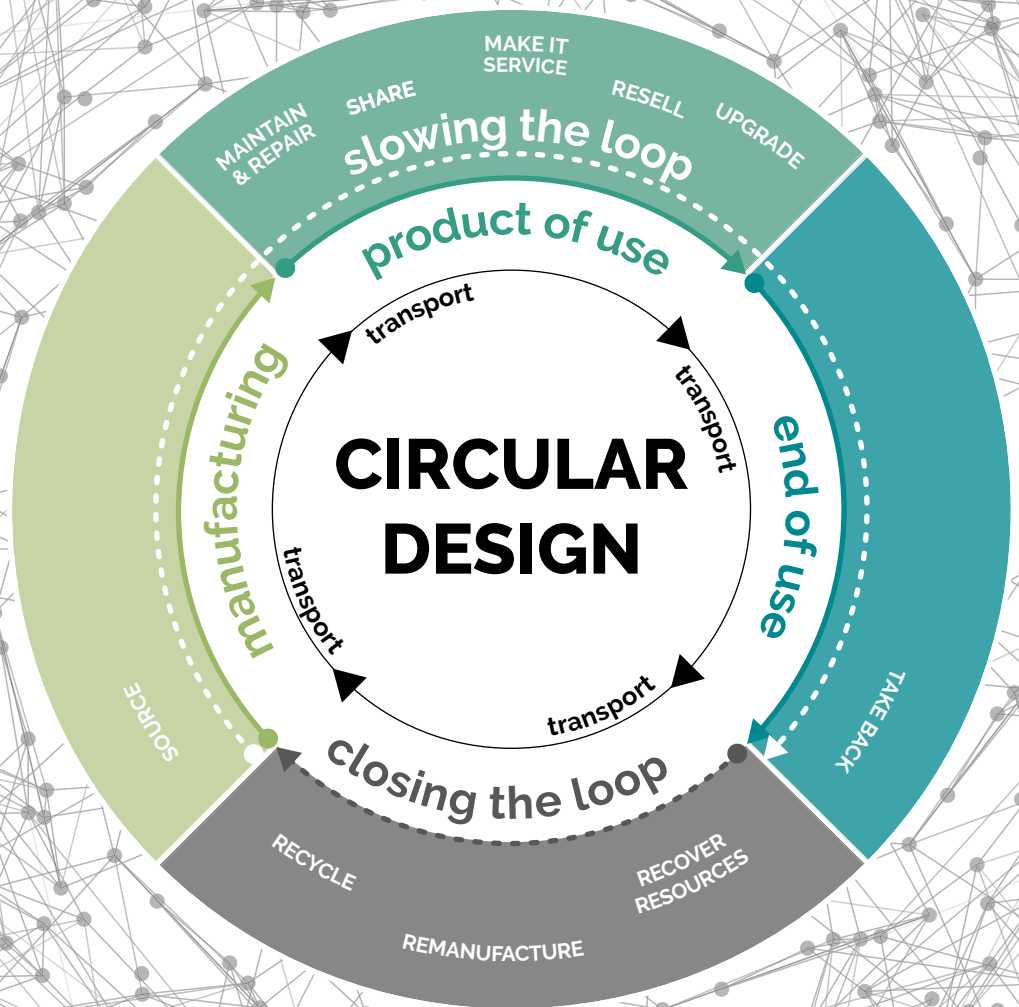 MAKE IT
SERVICE
SHARE
RESELL
MAINTAIN
& REPAIR
UPGRADE
slowing the loop
product of use
transport
transport
manufacturing
CIRCULAR
DESIGN
end of use
transport
transport
SOURCE
TAKE BACK
closing the loop
RECYCLE
RECOVER
RESOURCES
REMANUFACTURE